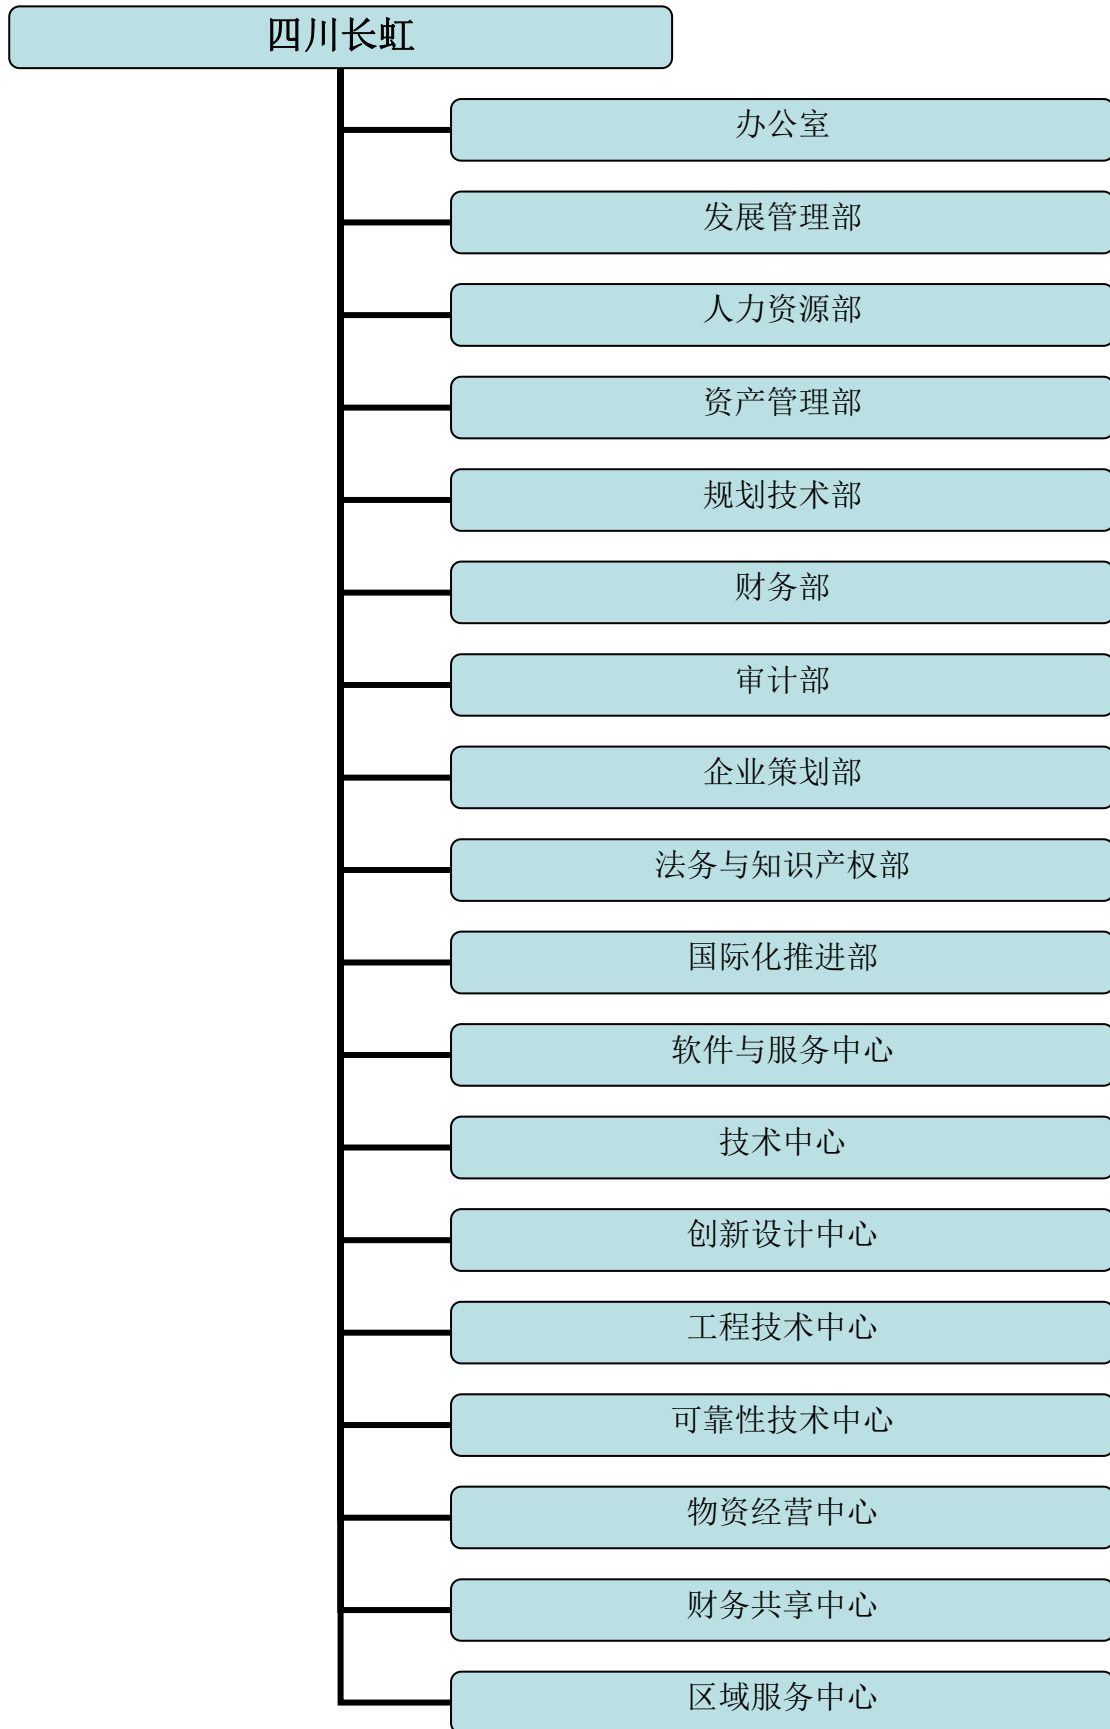 四川长虹
办公室
发展管理部
人力资源部
资产管理部
规划技术部
财务部
审计部
企业策划部
法务与知识产权部
国际化推进部
软件与服务中心
技术中心
创新设计中心
工程技术中心
可靠性技术中心
物资经营中心
财务共享中心
区域服务中心